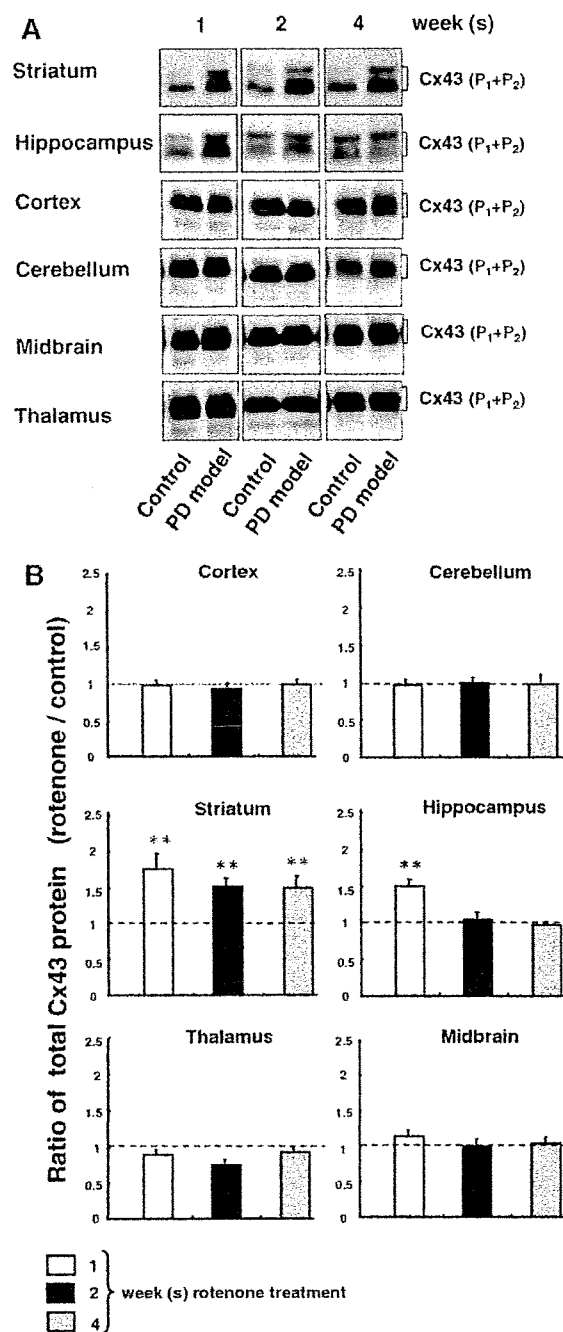 A
1 2 4 week (s)
Striatum Cx43 (P₁+P₂)
Hippocampus Cx43 (P₁+P₂)
Cortex Cx43 (P₁+P₂)
Cerebellum Cx43 (P₁+P₂)
Midbrain Cx43 (P₁+P₂)
Thalamus Cx43 (P₁+P₂)
Control PD model Control PD model Control PD model
B
Ratio of total Cx43 protein (rotenone / control)
Cortex
2.5
2
1.5
1
0.5
0
Cerebellum
2.5
2
1.5
1
0.5
0
Striatum
2.5
2
1.5
1
0.5
0
** ** **
Hippocampus
2.5
2
1.5
1
0.5
0
**
Thalamus
2.5
2
1.5
1
0.5
0
Midbrain
2.5
2
1.5
1
0.5
0
1
2 week (s) rotenone treatment
4